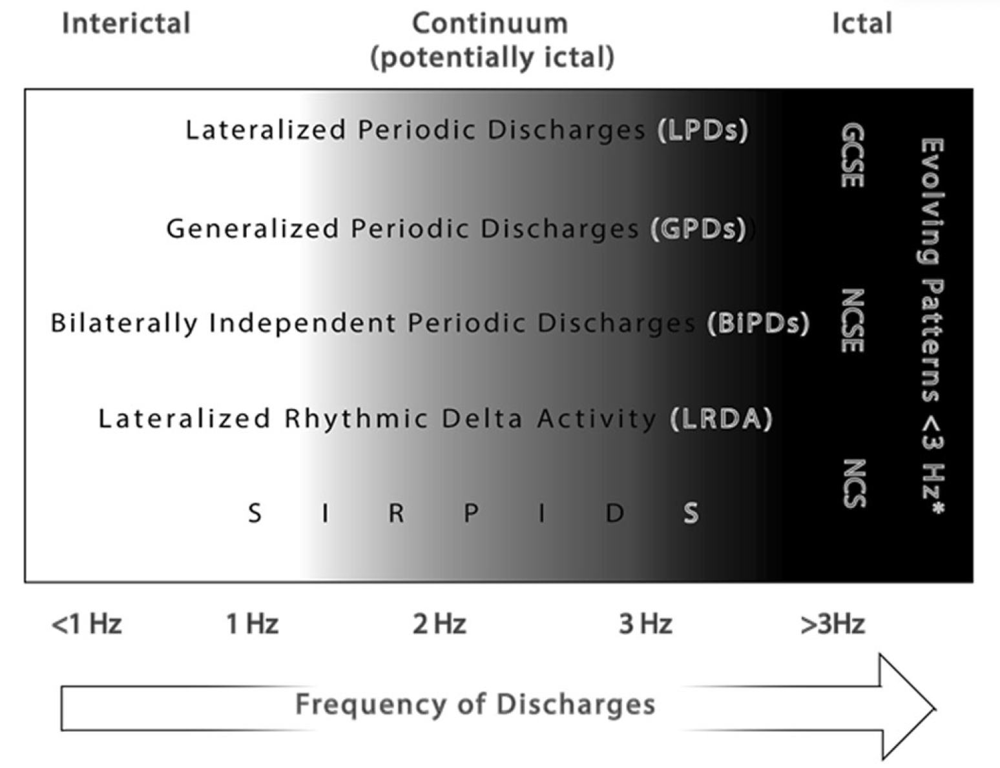 Interictal
Continuum
(potentially ictal)
Ictal
Lateralized Periodic Discharges (LPDs)
Generalized Periodic Discharges (GPDs)
Bilaterally Independent Periodic Discharges (BiPDs)
Lateralized Rhythmic Delta Activity (LRDA)
S I R P I D S
GCSE
NCSE
NCS
Evolving Patterns <3 Hz*
<1 Hz
1 Hz
2 Hz
3 Hz
>3Hz
Frequency of Discharges